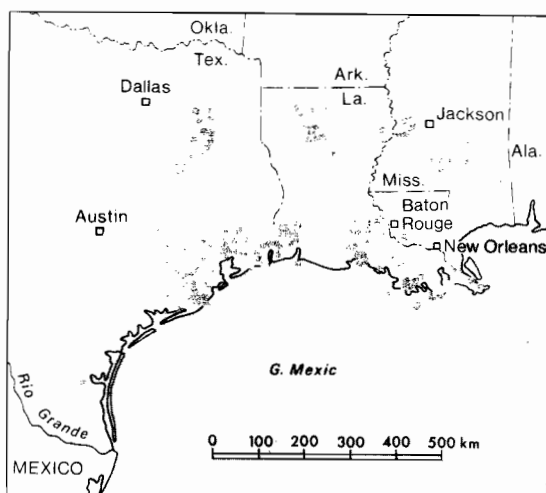 Okla.
Tex.
Dallas
Ark.
La.
Jackson
Ala.
Miss.
Baton
Rouge
Austin
New Orleans
G. Mexic
Rio Grande
MEXICO
0 100 200 300 400 500 km